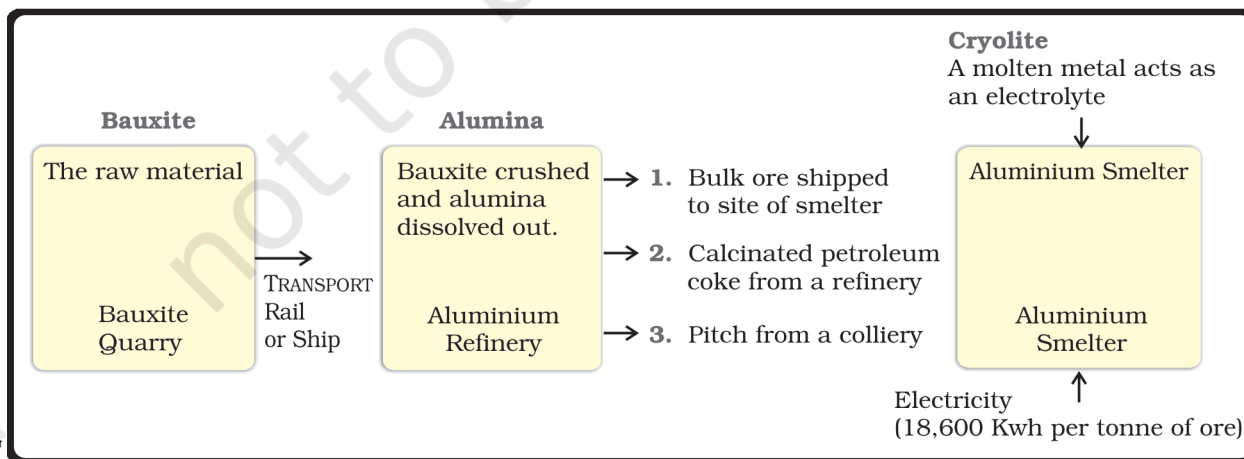 Cryolite
A molten metal acts as
an electrolyte
Bauxite
The raw material
Bauxite
Quarry
TRANSPORT
Rail
or Ship
Alumina
Bauxite crushed
and alumina
dissolved out.
Aluminium
Refinery
1. Bulk ore shipped
to site of smelter
2. Calcinated petroleum
coke from a refinery
3. Pitch from a colliery
Aluminium Smelter
Aluminium
Smelter
Electricity
(18,600 Kwh per tonne of ore)
not to b